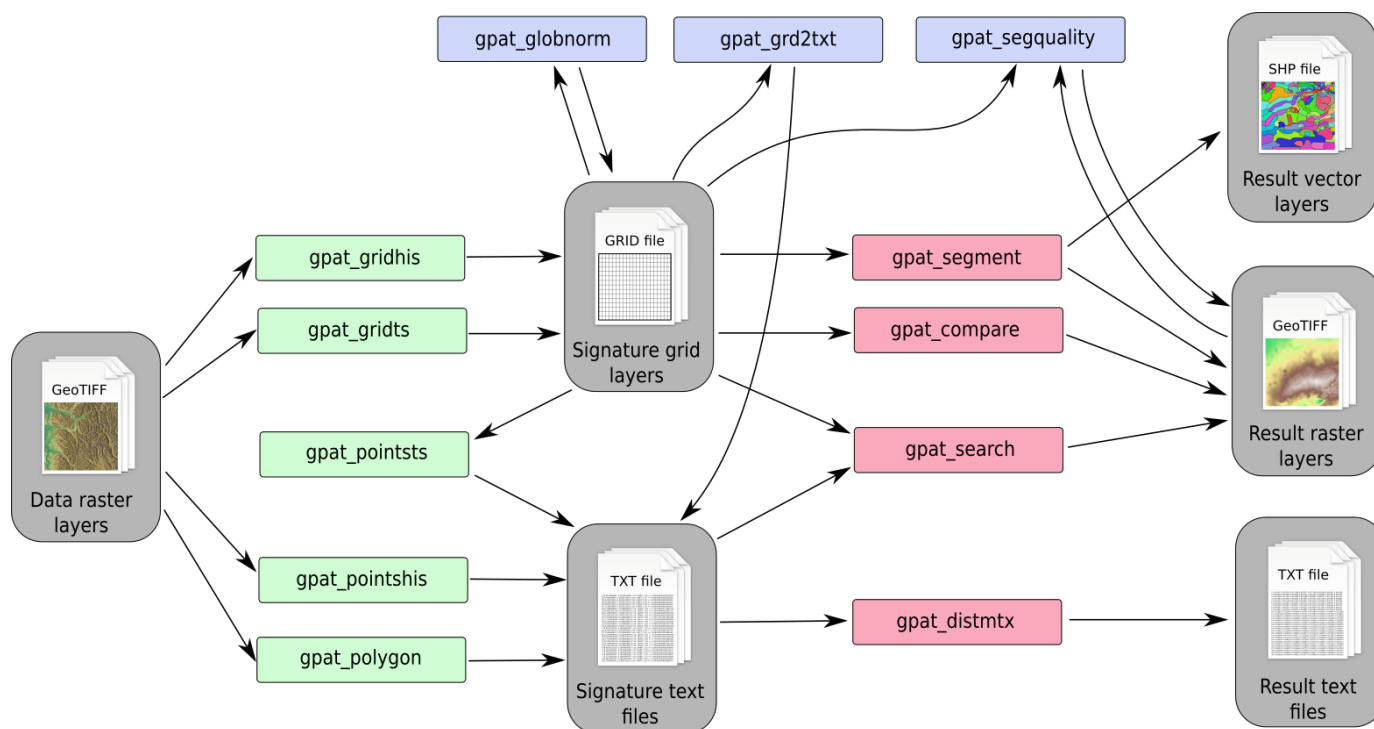 gpat_globnorm
gpat_grd2txt
gpat_segquality
SHP file
Result vector
layers
gpat_gridhis
GRID file
gpat_segment
gpat_gridts
Signature grid
layers
gpat_compare
GeoTIFF
Result raster
layers
GeoTIFF
Data raster
layers
gpat_pointsts
gpat_search
gpat_pointshis
TXT file
Signature text
files
gpat_polygon
gpat_distmtx
TXT file
Result text
files